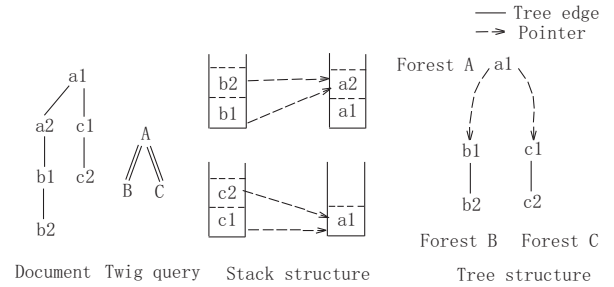 Tree edge
Pointer
Forest A a1
a1
a2 c1
b1 c2
b2
A
B C
b2 a2
b1 a1
c2
c1 a1
b1 c1
b2 c2
Forest B Forest C
Document Twig query Stack structure Tree structure